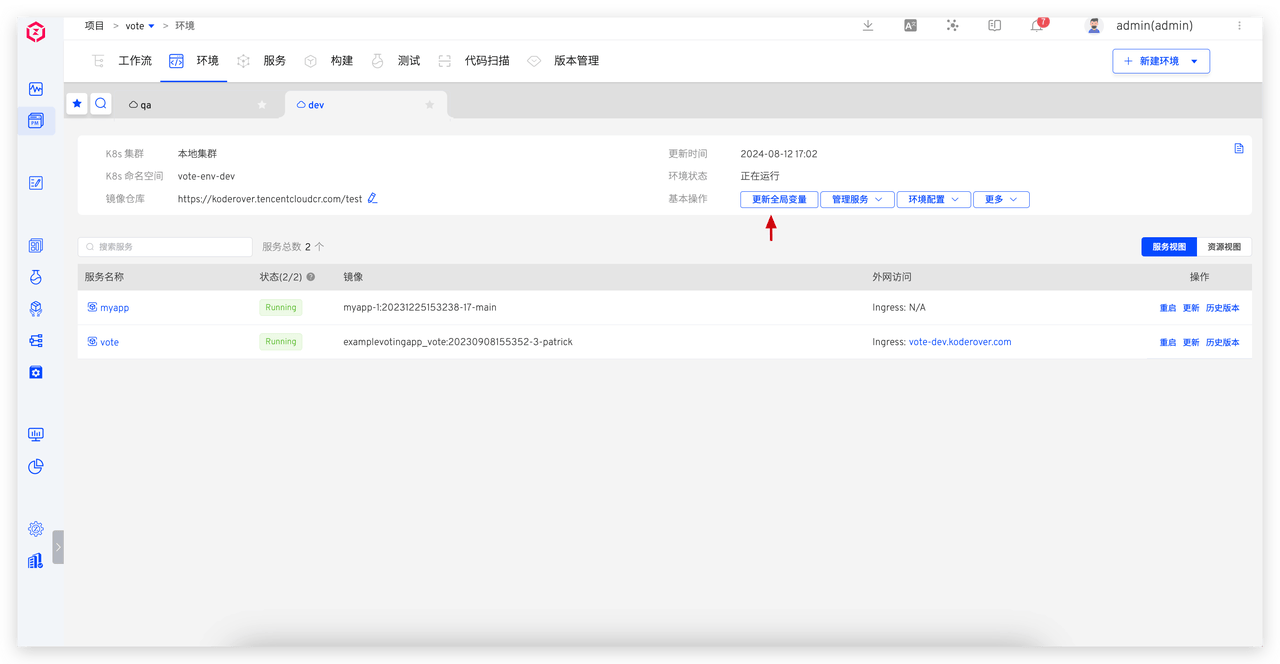 项目 > vote > 环境
7
admin(admin)
工作流 环境 服务 构建 测试 代码扫描 版本管理
新建环境
qa
dev
K8s 集群 本地集群
更新时间 2024-08-12 17:02
K8s 命名空间 vote-env-dev
环境状态 正在运行
镜像仓库 https://koderover.tencentcloudcr.com/test
基本操作 更新全局变量 管理服务 环境配置 更多
搜索服务 服务总数 2 个 服务视图 资源视图
服务名称 状态(2/2) 镜像 外网访问 操作
myapp Running myapp-1:20231225153238-17-main Ingress: N/A 重启 更新 历史版本
vote Running examplevotingapp_vote:20230908155352-3-patrick Ingress: vote-dev.koderover.com 重启 更新 历史版本